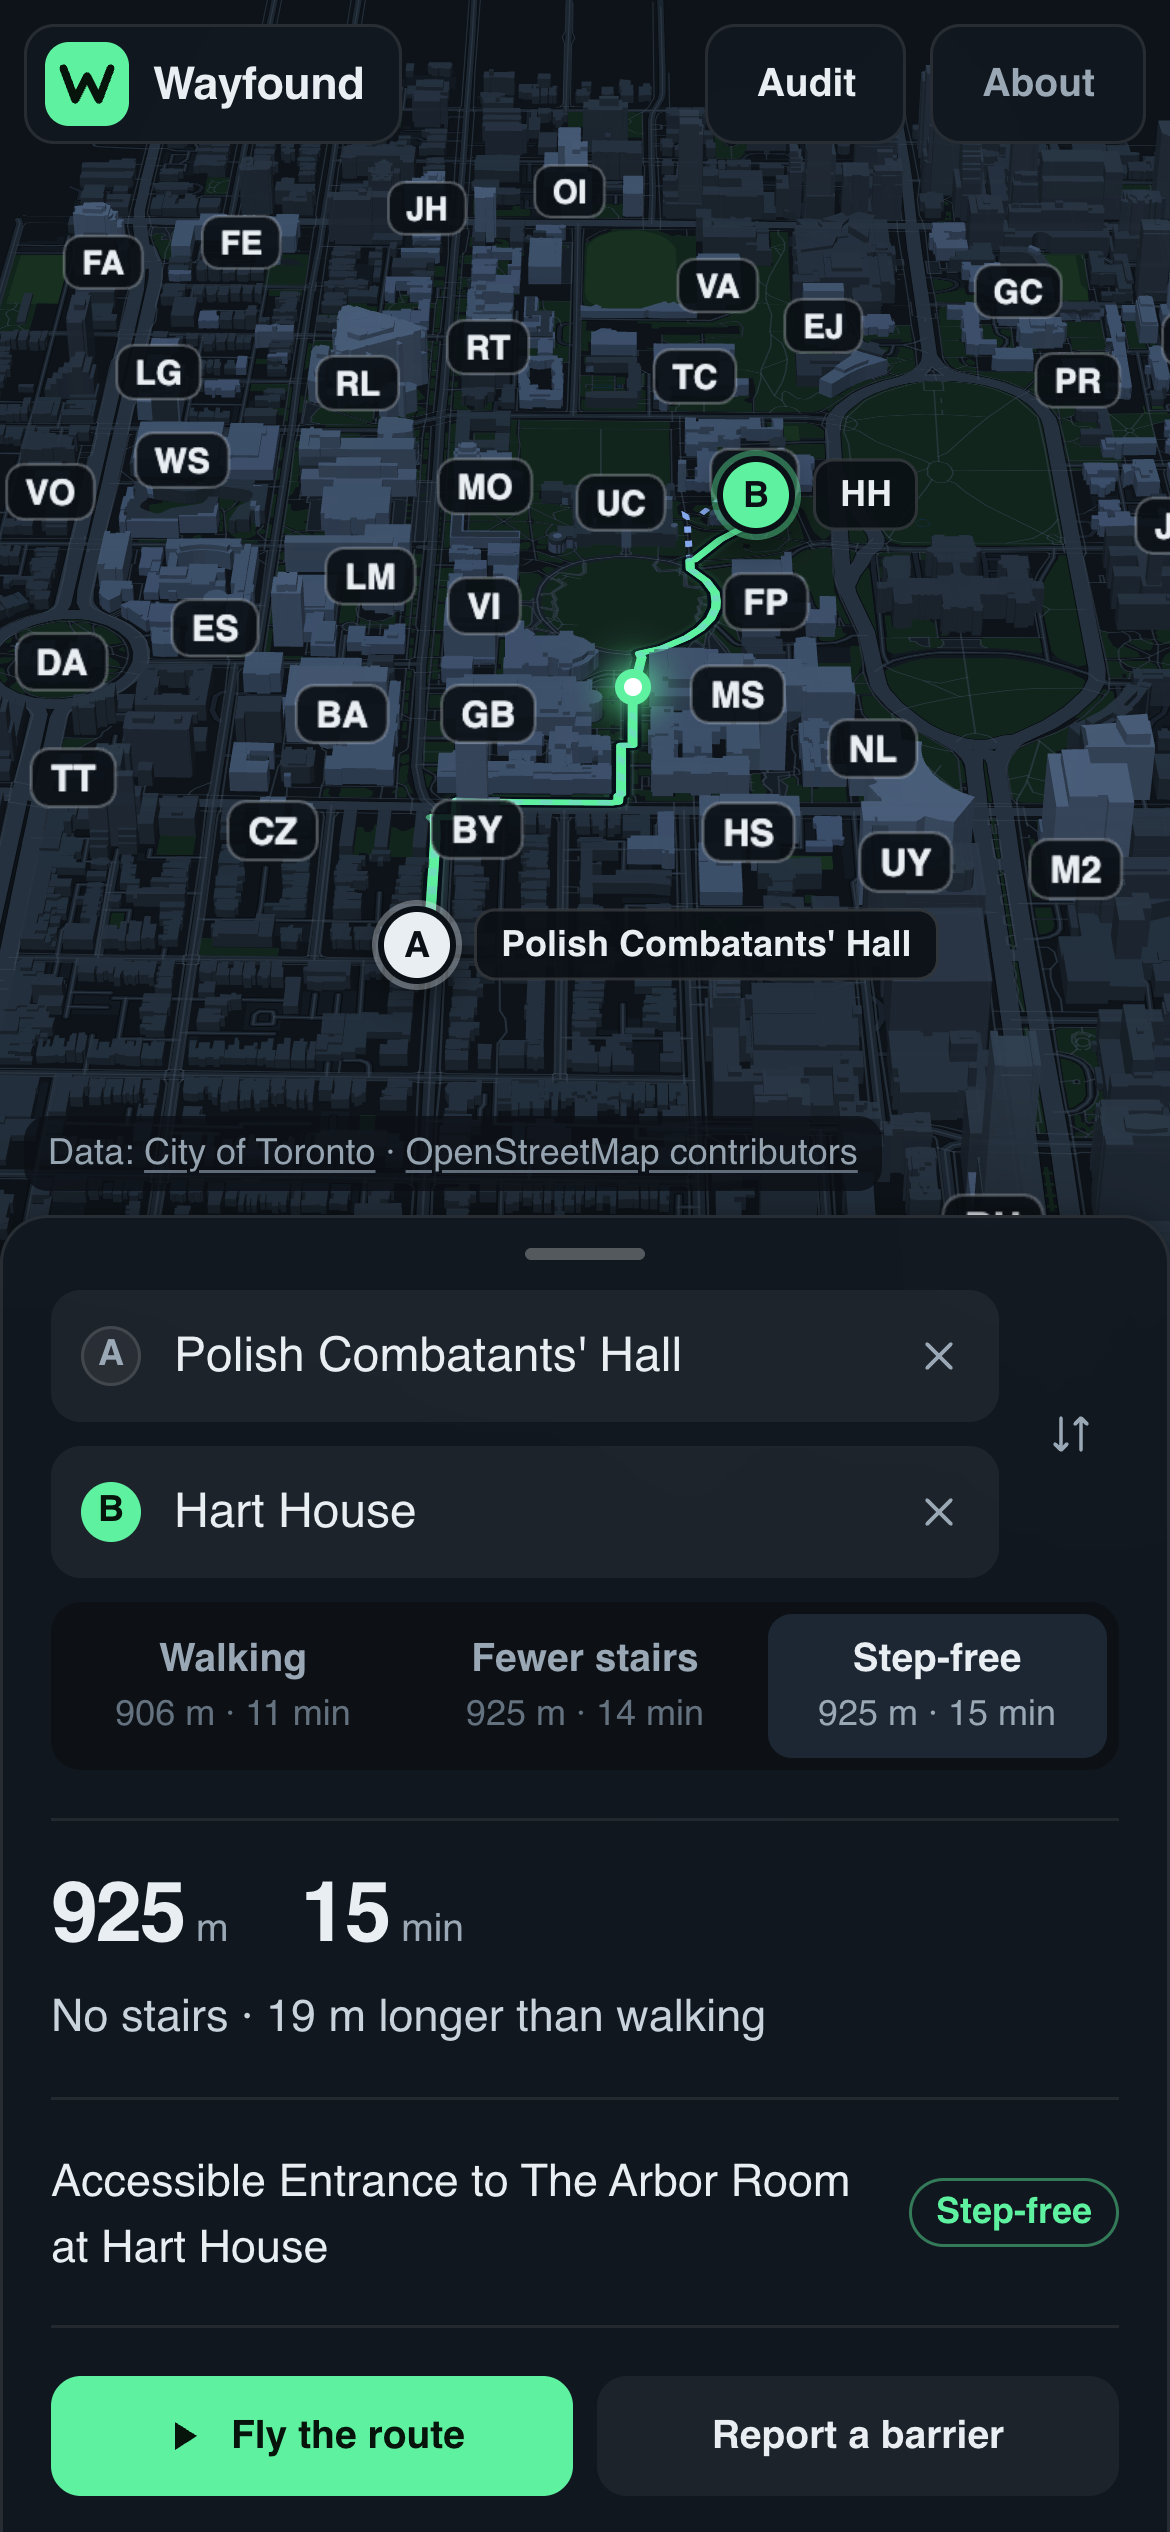 Wayfound
Audit
About
OI
JH
FE
FA
VA
GC
EJ
RT
LG
RL
TC
PR
WS
VO
MO
UC
B
HH
LM
VI
FP
ES
DA
BA
GB
MS
NL
TT
CZ
BY
HS
UY
M2
A
Polish Combatants' Hall
Data: City of Toronto · OpenStreetMap contributors
A Polish Combatants' Hall
B Hart House
Walking
906 m · 11 min
Fewer stairs
925 m · 14 min
Step-free
925 m · 15 min
925 m 15 min
No stairs · 19 m longer than walking
Accessible Entrance to The Arbor Room
at Hart House
Step-free
Fly the route
Report a barrier